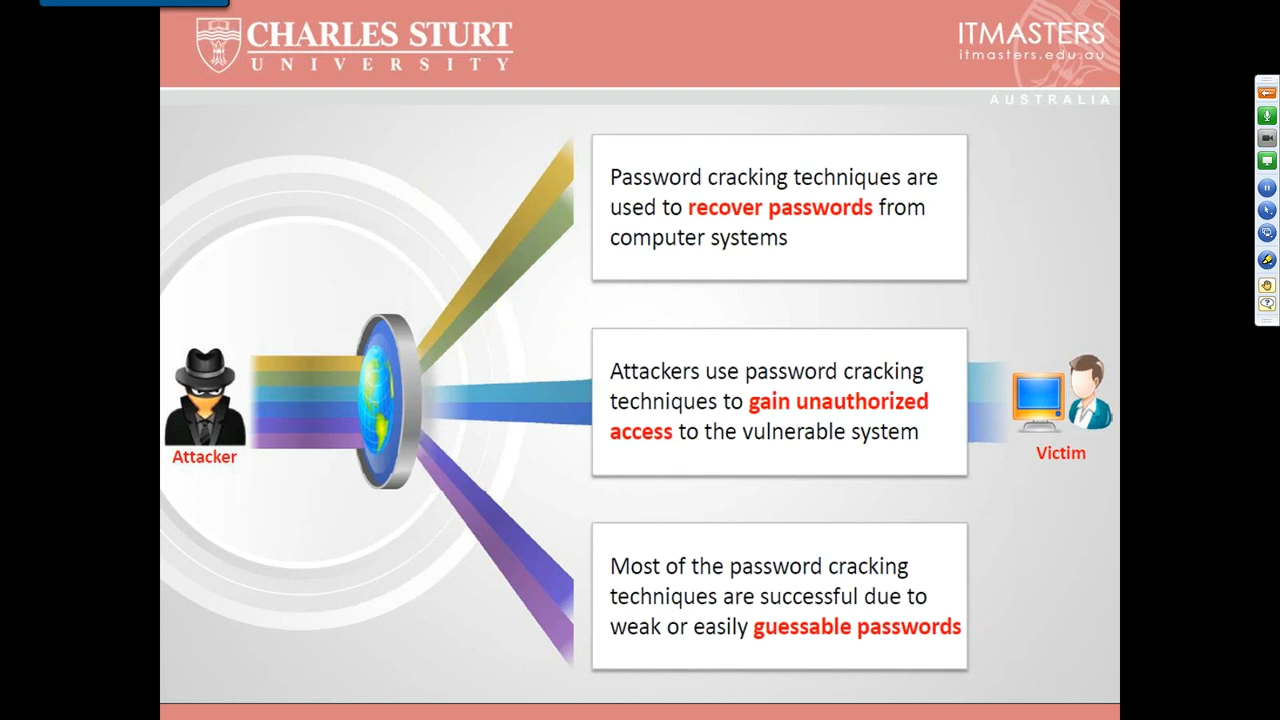 CHARLES STURT
UNIVERSITY
ITMASTERS
itmasters.edu.au
AUSTRALIA
Password cracking techniques are
used to recover passwords from
computer systems
Attackers use password cracking
techniques to gain unauthorized
access to the vulnerable system
Attacker
Victim
Most of the password cracking
techniques are successful due to
weak or easily guessable passwords